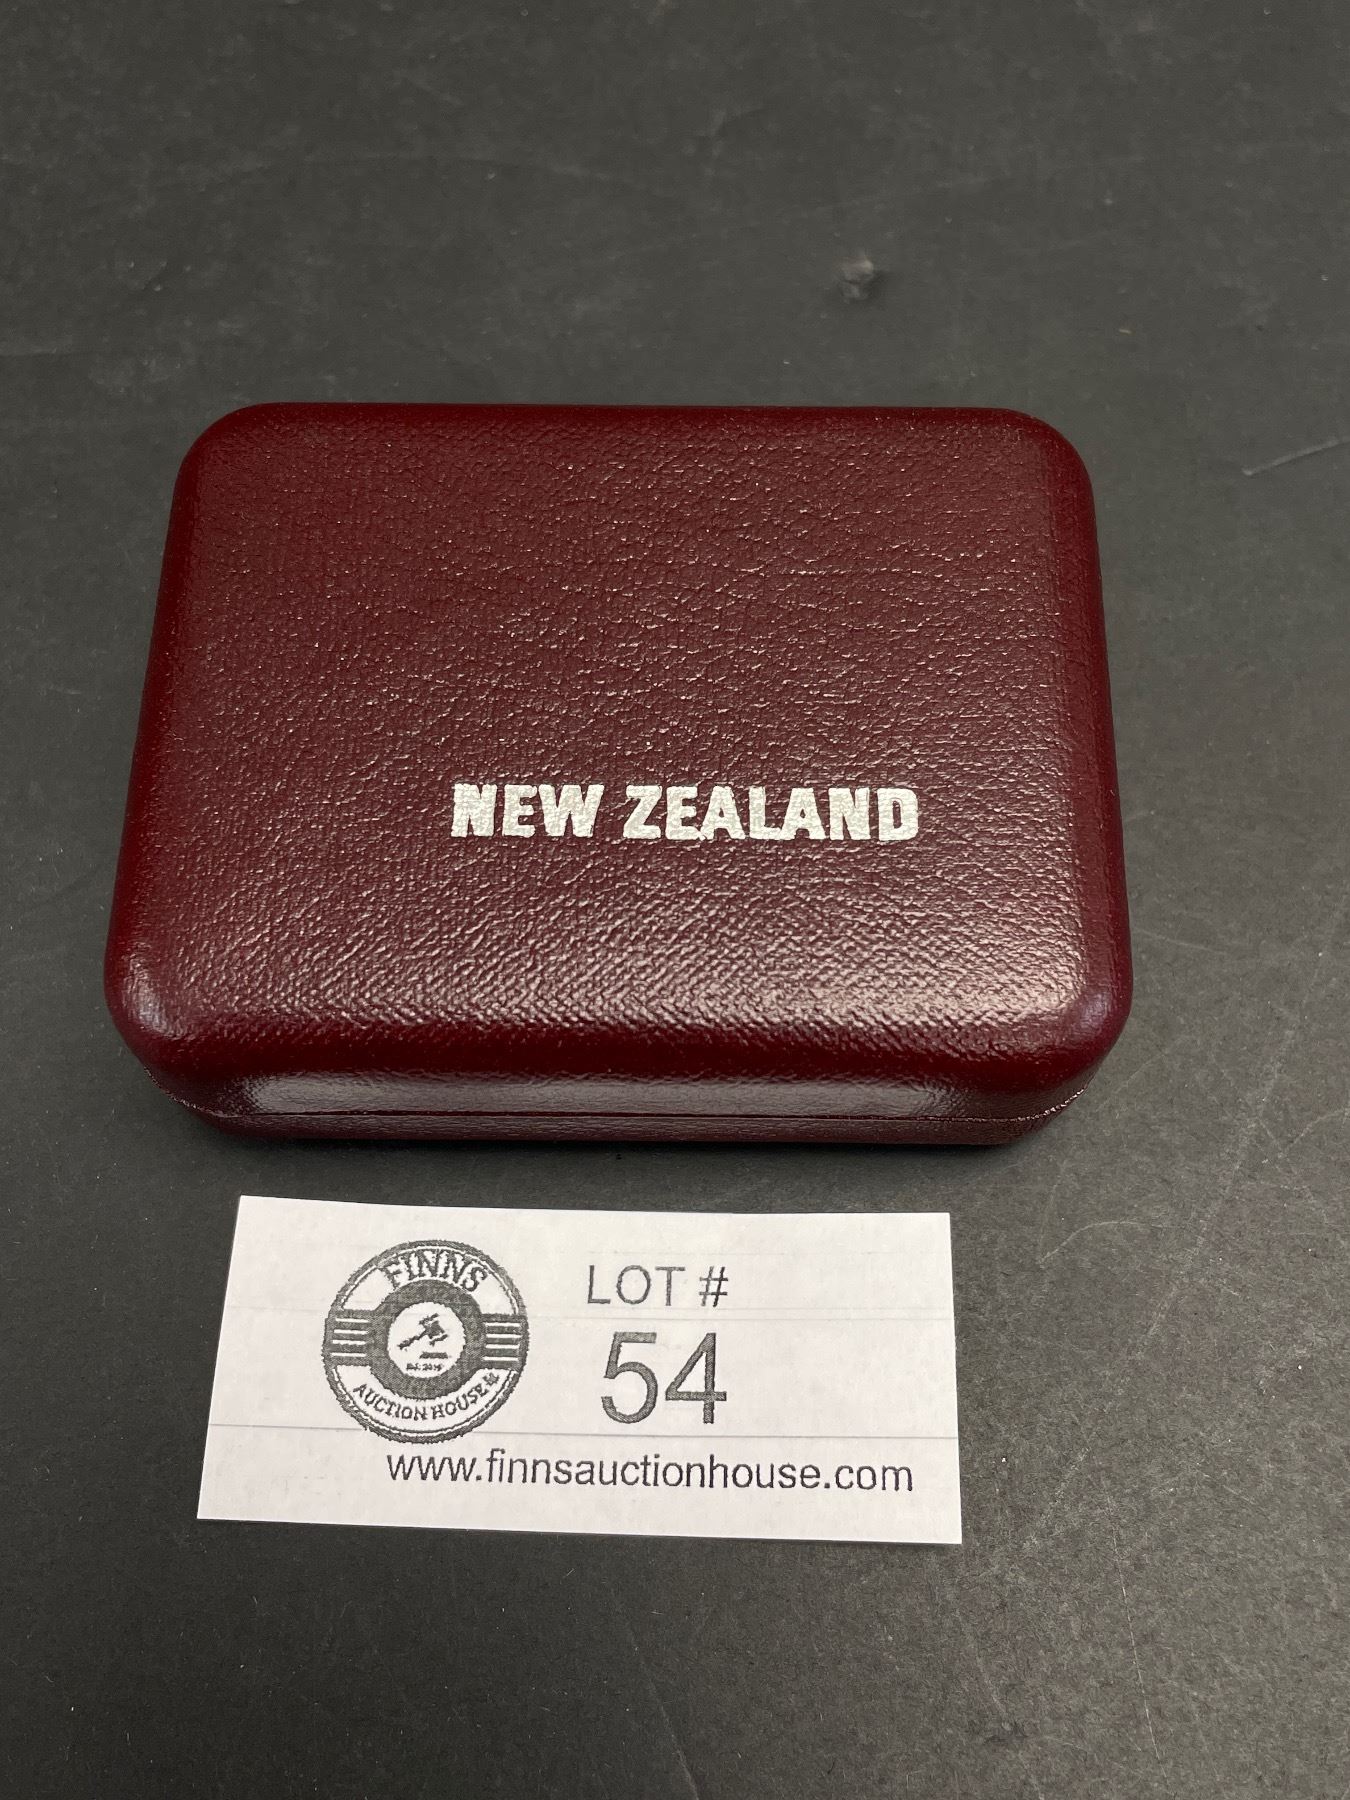 NEW ZEALAND
FINNS
AUCTION HOUSE
LOT #
54
www.finnsauctionhouse.com